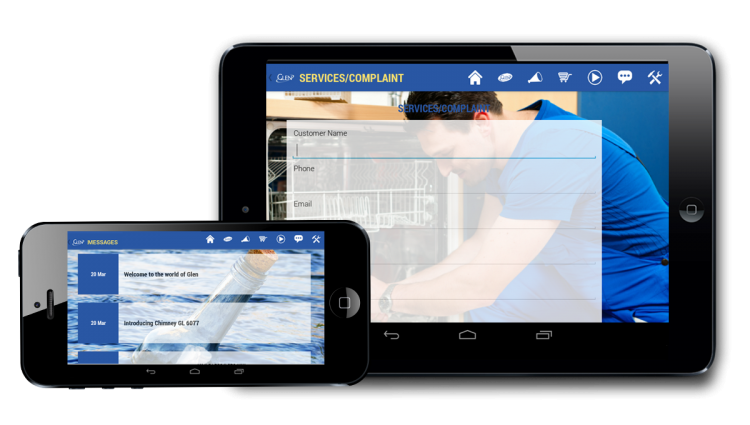 GLEN SERVICES/COMPLAINT
SERVICES/COMPLAINT
Customer Name
Phone
Email
GLEN MESSAGES
20 Mar Welcome to the world of Glen
20 Mar Introducing Chimney GL 6077